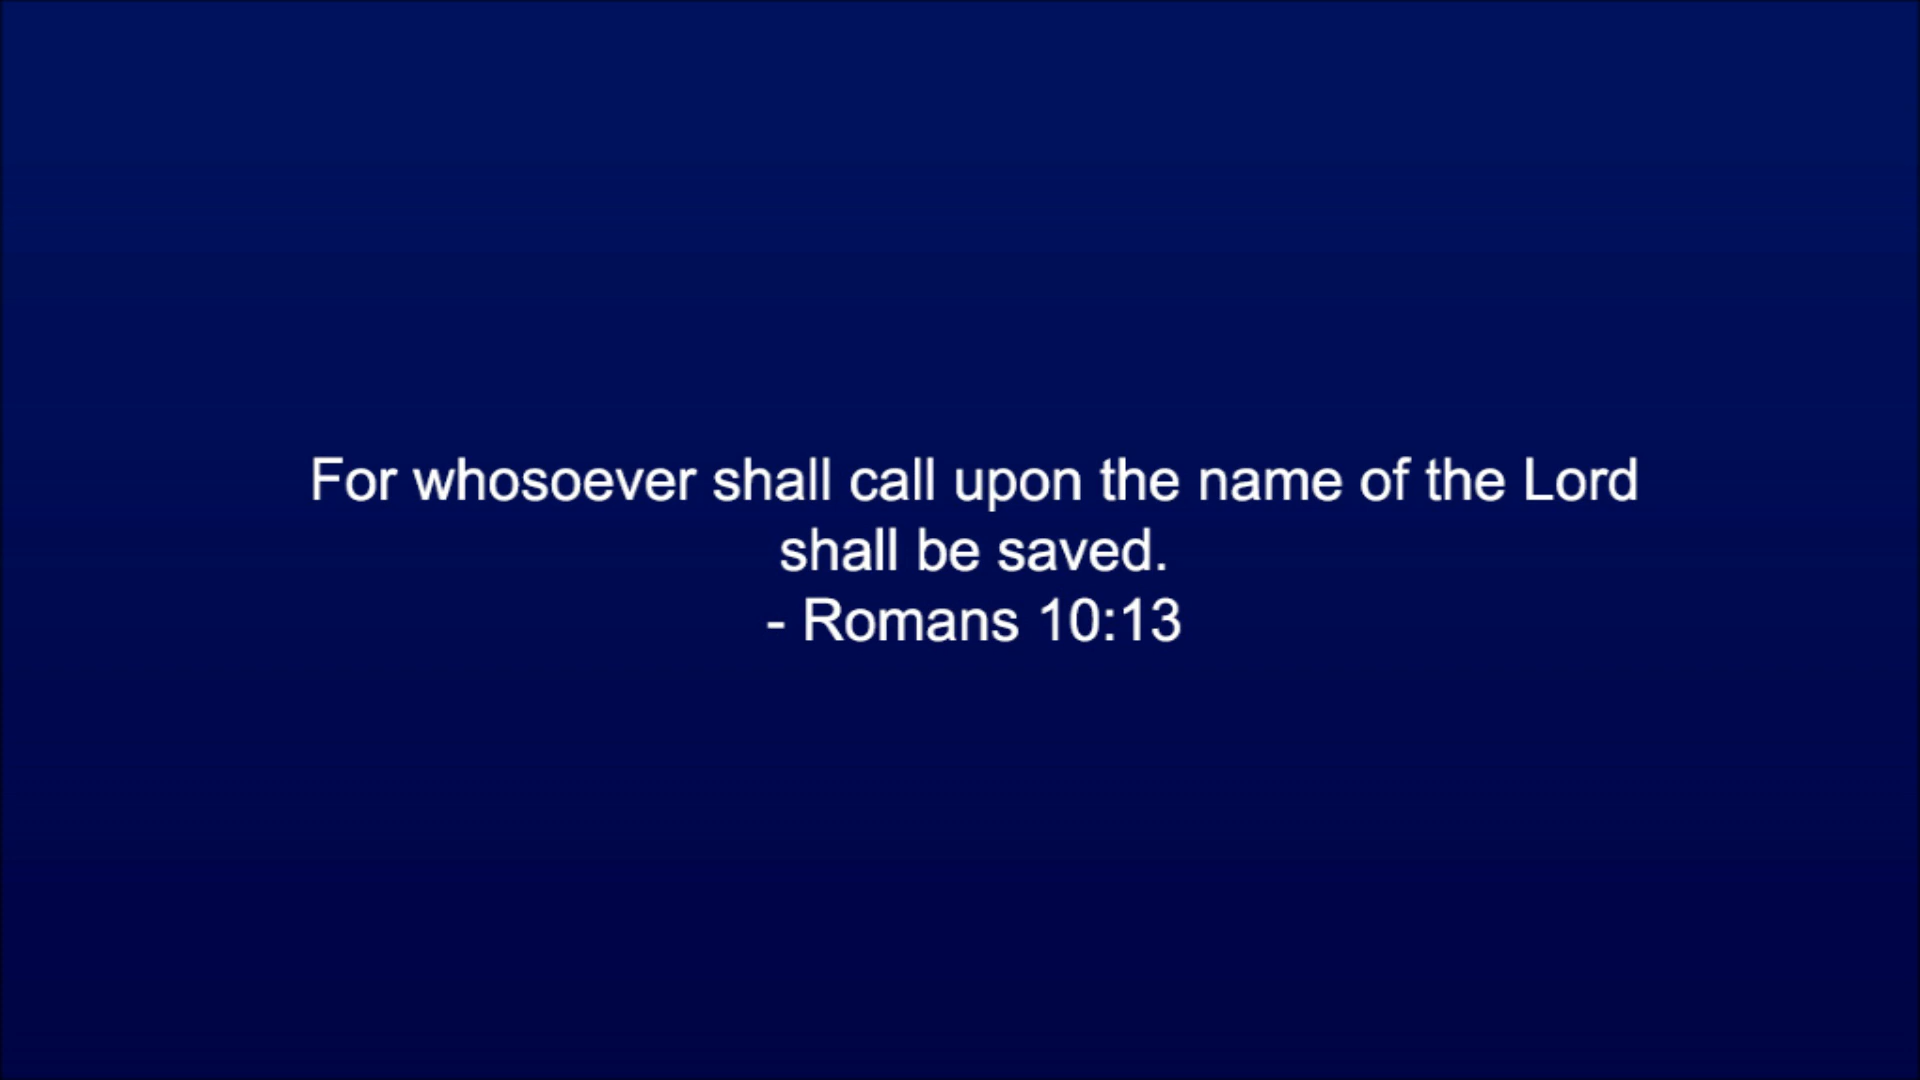 For whosoever shall call upon the name of the Lord
shall be saved.
- Romans 10:13